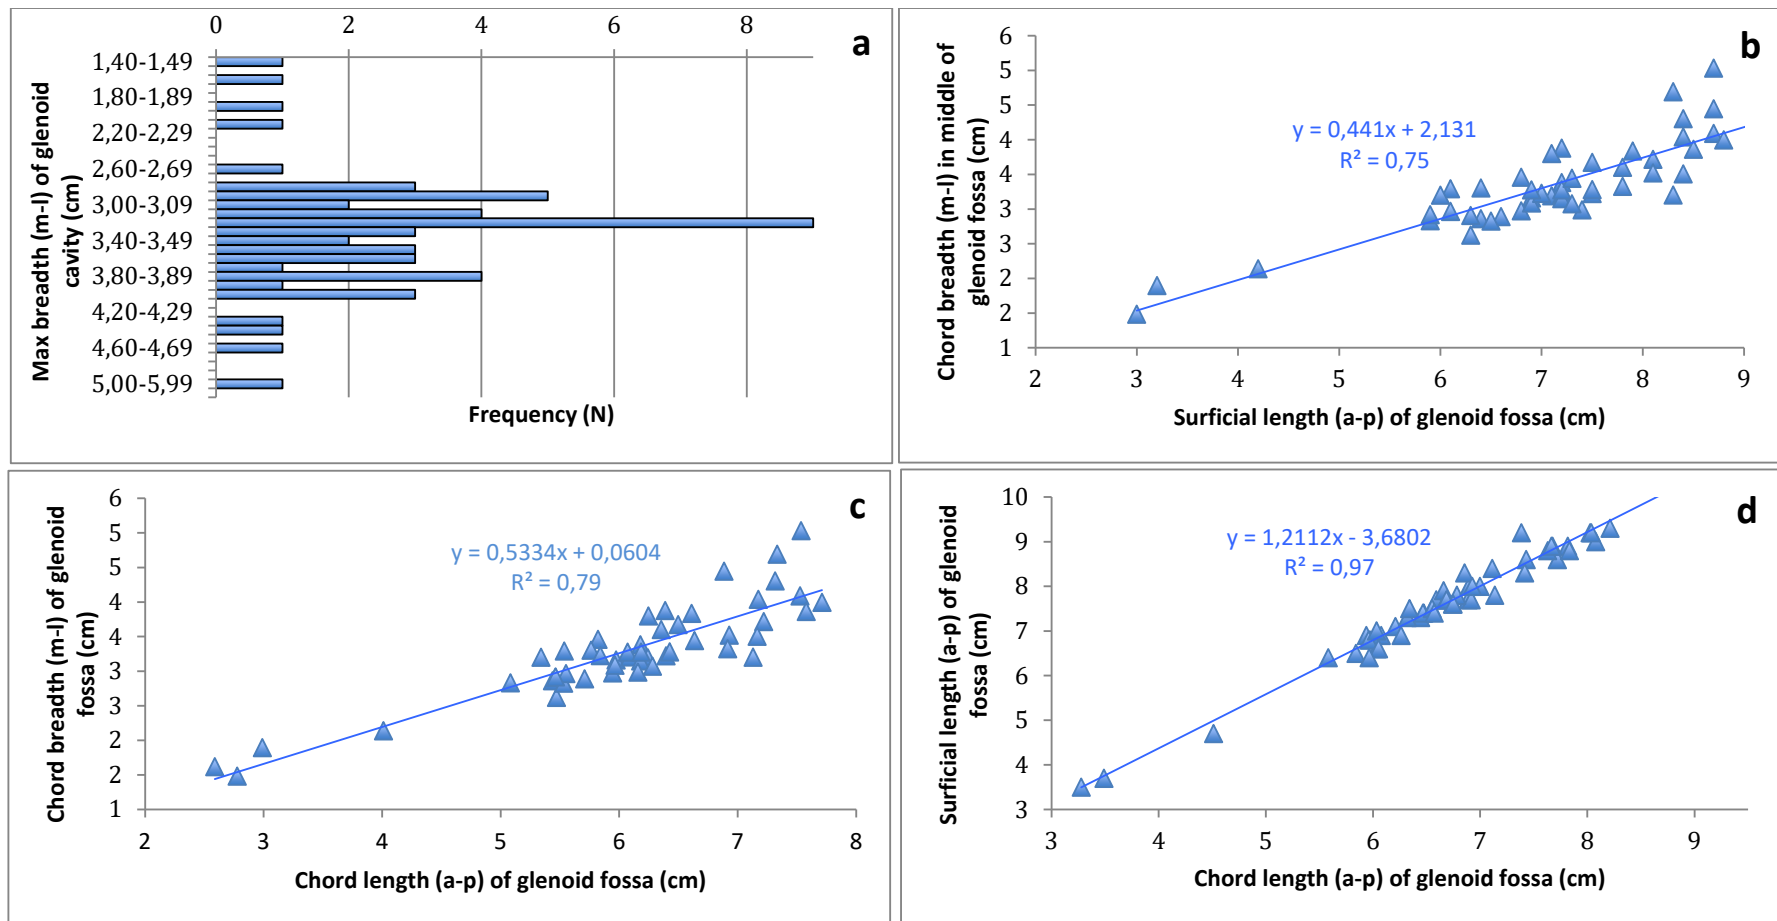 0 2 4 6 8
a
1,40-1,49
1,80-1,89
2,20-2,29
2,60-2,69
3,00-3,09
3,40-3,49
3,80-3,89
4,20-4,29
4,60-4,69
5,00-5,99
Max breadth (m-l) of glenoid
cavity (cm)
Frequency (N)
b
6
5
5
4
4
3
3
2
2
1
2 3 4 5 6 7 8 9
Chord breadth (m-l) in middle of
glenoid fossa (cm)
y = 0,441x + 2,131
R² = 0,75
Surficial length (a-p) of glenoid fossa (cm)
c
6
5
5
4
4
3
3
2
2
1
2 3 4 5 6 7 8
Chord breadth (m-l) of glenoid
fossa (cm)
y = 0,5334x + 0,0604
R² = 0,79
Chord length (a-p) of glenoid fossa (cm)
d
10
9
8
7
6
5
4
3
3 4 5 6 7 8 9
Surficial length (a-p) of glenoid
fossa (cm)
y = 1,2112x - 3,6802
R² = 0,97
Chord length (a-p) of glenoid fossa (cm)